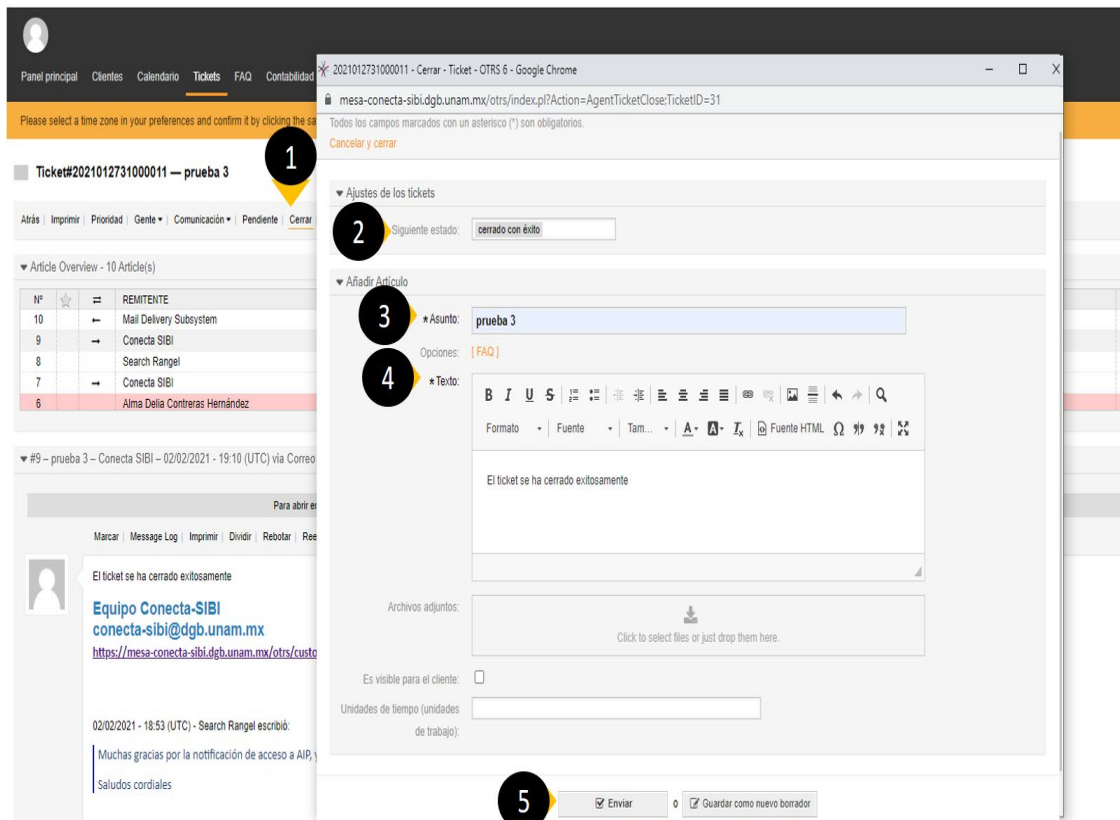 Panel principal Clientes Calendario Tickets FAQ Contabilidad
Please select a time zone in your preferences and confirm it by clicking the sa
Ticket#2021012731000011 — prueba 3
1
Atrás | Imprimir | Prioridad | Gente | Comunicación | Pendiente | Cerrar
Article Overview - 10 Article(s)
Nº REMITENTE
10 Mail Delivery Subsystem
9 Conecta SIBI
8 Search Rangel
7 Conecta SIBI
6 Alma Delia Contreras Hernández
#9 – prueba 3 – Conecta SIBI – 02/02/2021 - 19:10 (UTC) via Correo
Para abrir en
Marcar | Message Log | Imprimir | Dividir | Rebotar | Ree
El ticket se ha cerrado exitosamente
Equipo Conecta-SIBI
conecta-sibi@dgb.unam.mx
https://mesa-conecta-sibi.dgb.unam.mx/otrs/custo
02/02/2021 - 18:53 (UTC) - Search Rangel escribió:
Muchas gracias por la notificación de acceso a AIP, y
Saludos cordiales
2021012731000011 - Cerrar - Ticket - OTRS 6 - Google Chrome
mesa-conecta-sibi.dgb.unam.mx/otrs/index.pl?Action=AgentTicketClose;TicketID=31
Todos los campos marcados con un asterisco (*) son obligatorios.
Cancelar y cerrar
Ajustes de los tickets
2 Siguiente estado: cerrado con éxito
Añadir Artículo
3 * Asunto: prueba 3
Opciones: [ FAQ ]
4 * Texto:
B I U S
Formato Fuente Tam... A A Ix Fuente HTML Ω
El ticket se ha cerrado exitosamente
Archivos adjuntos:
Click to select files or just drop them here.
Es visible para el cliente:
Unidades de tiempo (unidades
de trabajo):
5 Enviar o Guardar como nuevo borrador